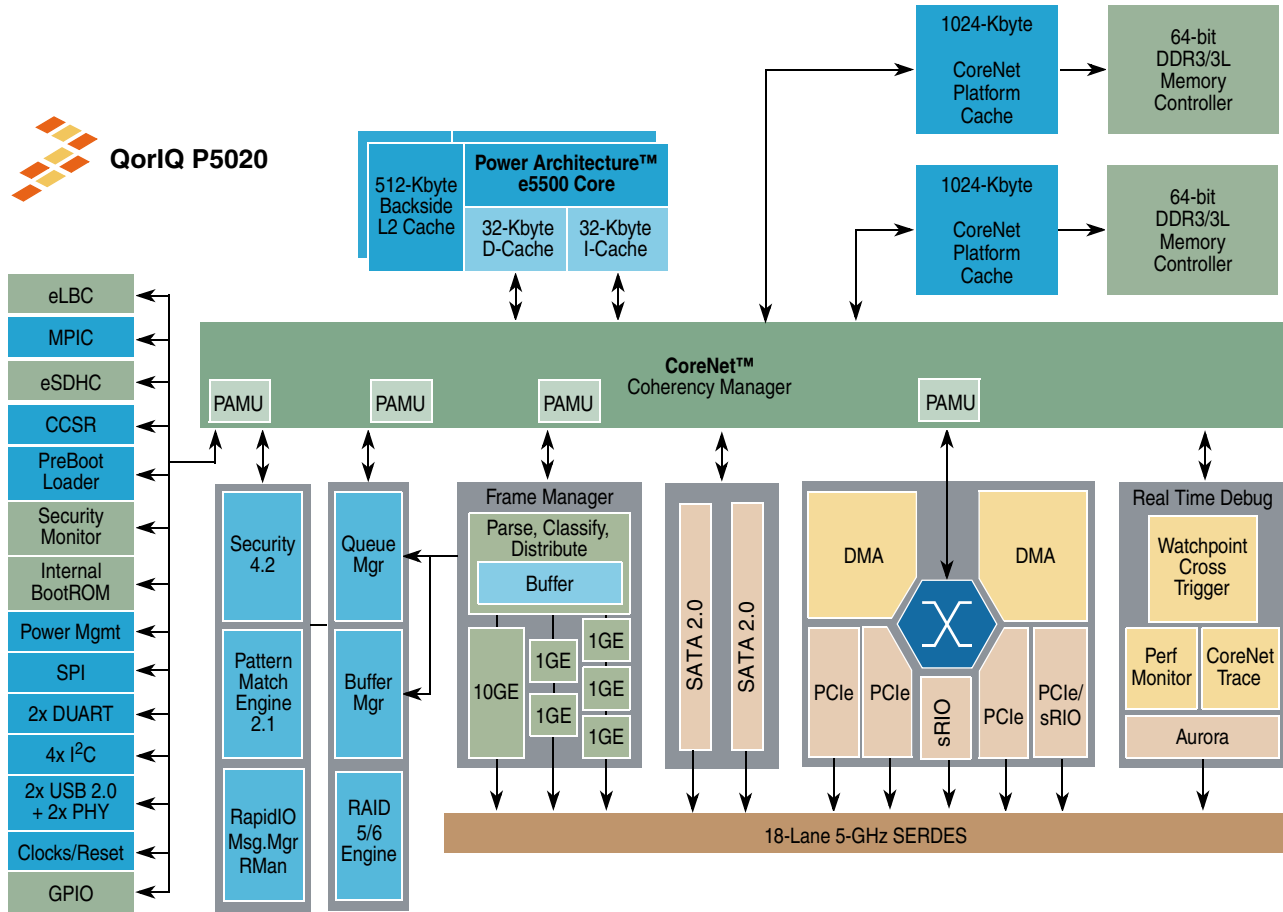 QorIQ P5020
512-Kbyte
Backside
L2 Cache
Power Architecture™
e5500 Core
32-Kbyte
D-Cache
32-Kbyte
I-Cache
1024-Kbyte
CoreNet
Platform
Cache
64-bit
DDR3/3L
Memory
Controller
1024-Kbyte
CoreNet
Platform
Cache
64-bit
DDR3/3L
Memory
Controller
eLBC
MPIC
eSDHC
CCSR
PreBoot
Loader
Security
Monitor
Internal
BootROM
Power Mgmt
SPI
2x DUART
4x I²C
2x USB 2.0
+ 2x PHY
Clocks/Reset
GPIO
CoreNet™
Coherency Manager
PAMU
PAMU
PAMU
PAMU
Security
4.2
Pattern
Match
Engine
2.1
RapidIO
Msg.Mgr
RMan
Queue
Mgr
Buffer
Mgr
RAID
5/6
Engine
Frame Manager
Parse, Classify,
Distribute
Buffer
10GE
1GE
1GE
1GE
1GE
1GE
SATA 2.0
SATA 2.0
DMA
DMA
PCIe
PCIe
sRIO
PCIe
PCIe/
sRIO
Real Time Debug
Watchpoint
Cross
Trigger
Perf
Monitor
CoreNet
Trace
Aurora
18-Lane 5-GHz SERDES